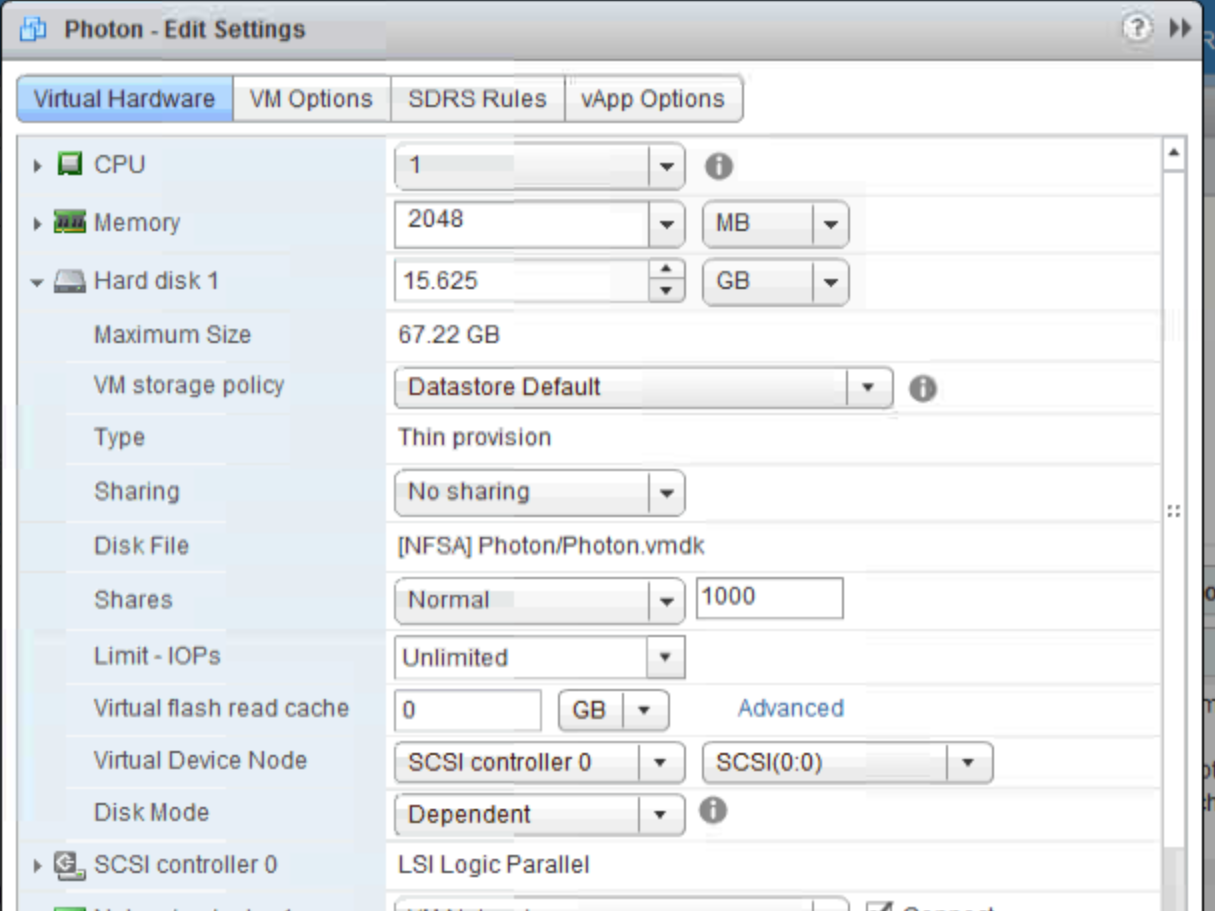 Photon - Edit Settings
Virtual Hardware VM Options SDRS Rules vApp Options
CPU 1
Memory 2048 MB
Hard disk 1 15.625 GB
Maximum Size 67.22 GB
VM storage policy Datastore Default
Type Thin provision
Sharing No sharing
Disk File [NFSA] Photon/Photon.vmdk
Shares Normal 1000
Limit - IOPs Unlimited
Virtual flash read cache 0 GB Advanced
Virtual Device Node SCSI controller 0 SCSI(0:0)
Disk Mode Dependent
SCSI controller 0 LSI Logic Parallel